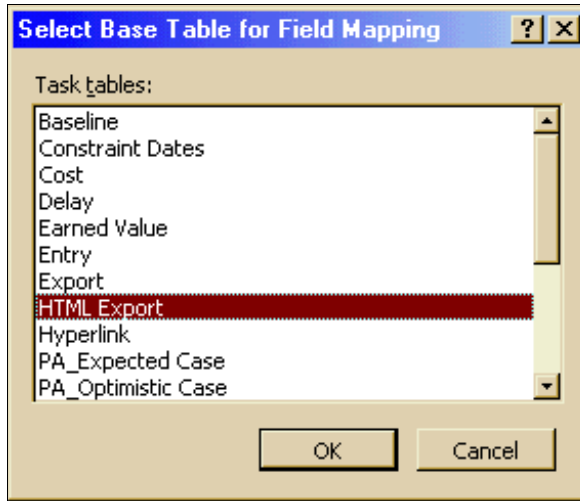 Select Base Table for Field Mapping ? ×
Task tables:
Baseline
Constraint Dates
Cost
Delay
Earned Value
Entry
Export
HTML Export
Hyperlink
PA_Expected Case
PA_Optimistic Case
OK Cancel